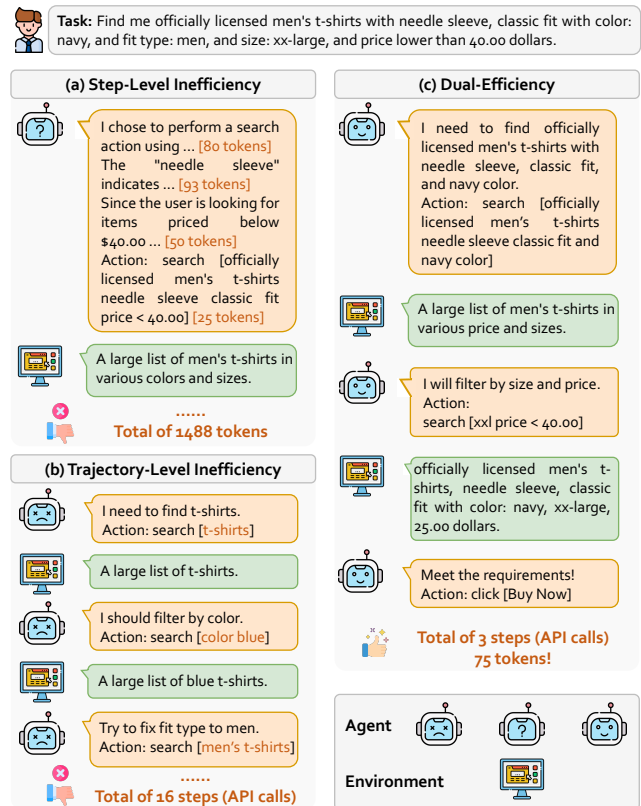 Task: Find me officially licensed men's t-shirts with needle sleeve, classic fit with color:
navy, and fit type: men, and size: xx-large, and price lower than 40.00 dollars.
(a) Step-Level Inefficiency
I chose to perform a search
action using ... [80 tokens]
The "needle sleeve"
indicates ... [93 tokens]
Since the user is looking for
items priced below
$40.00 ... [50 tokens]
Action: search [officially
licensed men's t-shirts
needle sleeve classic fit
price < 40.00] [25 tokens]
A large list of men's t-shirts in
various colors and sizes.
......
Total of 1488 tokens
(b) Trajectory-Level Inefficiency
I need to find t-shirts.
Action: search [t-shirts]
A large list of t-shirts.
I should filter by color.
Action: search [color blue]
A large list of blue t-shirts.
Try to fix fit type to men.
Action: search [men's t-shirts]
......
Total of 16 steps (API calls)
(c) Dual-Efficiency
I need to find officially
licensed men's t-shirts with
needle sleeve, classic fit,
and navy color.
Action: search [officially
licensed men's t-shirts
needle sleeve classic fit and
navy color]
A large list of men's t-shirts in
various price and sizes.
I will filter by size and price.
Action:
search [xxl price < 40.00]
officially licensed men's t-
shirts, needle sleeve, classic
fit with color: navy, xx-large,
25.00 dollars.
Meet the requirements!
Action: click [Buy Now]
Total of 3 steps (API calls)
75 tokens!
Agent
Environment